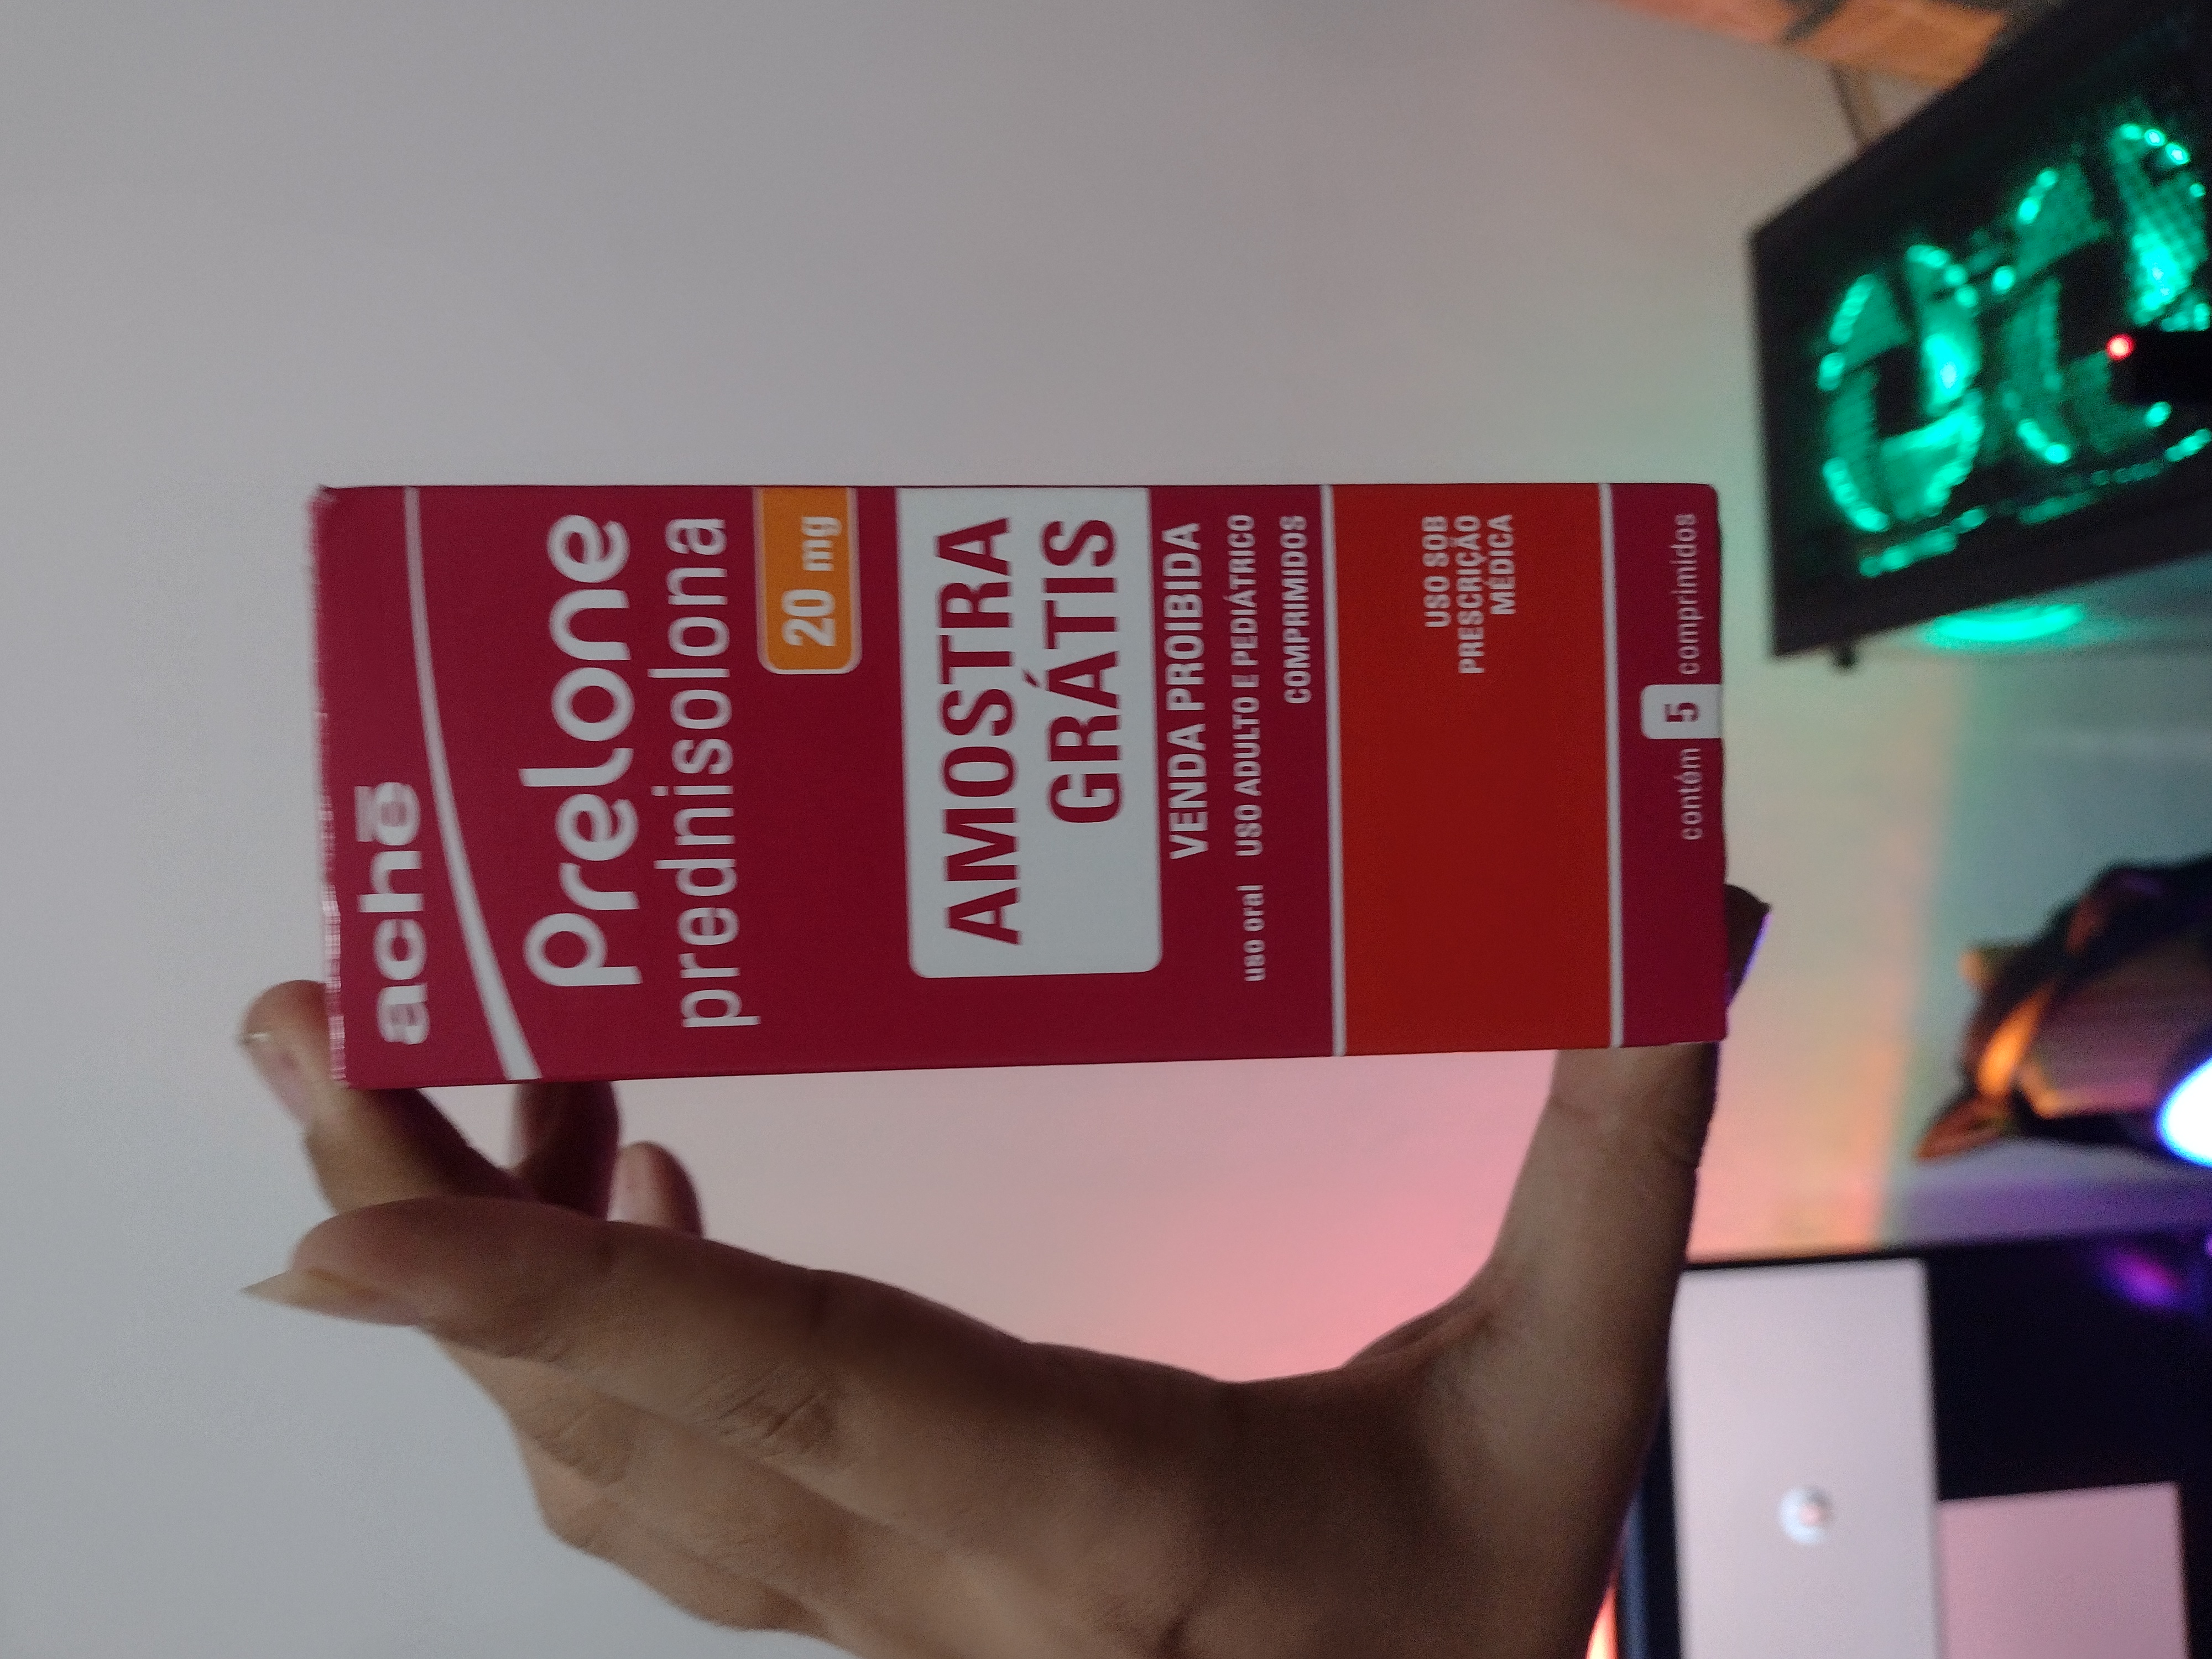 achē
Prelone
prednisolona
20 mg
AMOSTRA
GRÁTIS
VENDA PROIBIDA
uso oral USO ADULTO E PEDIÁTRICO
COMPRIMIDOS
USO SOB
PRESCRIÇÃO
MÉDICA
contém 5 comprimidos